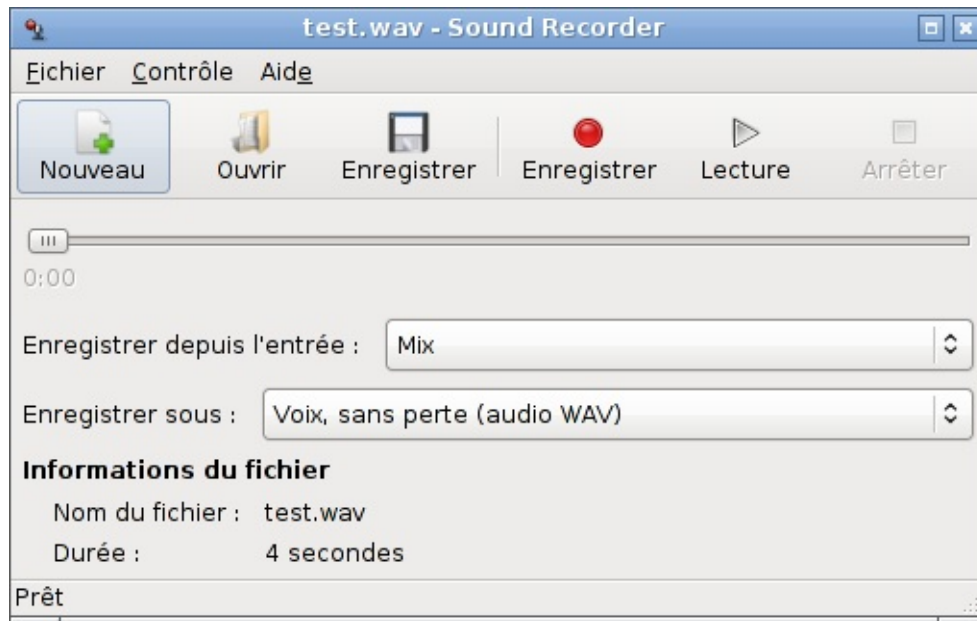 test.wav - Sound Recorder
Fichier Contrôle Aide
Nouveau Ouvrir Enregistrer Enregistrer Lecture Arrêter
0:00
Enregistrer depuis l'entrée : Mix
Enregistrer sous : Voix, sans perte (audio WAV)
Informations du fichier
Nom du fichier : test.wav
Durée : 4 secondes
Prêt